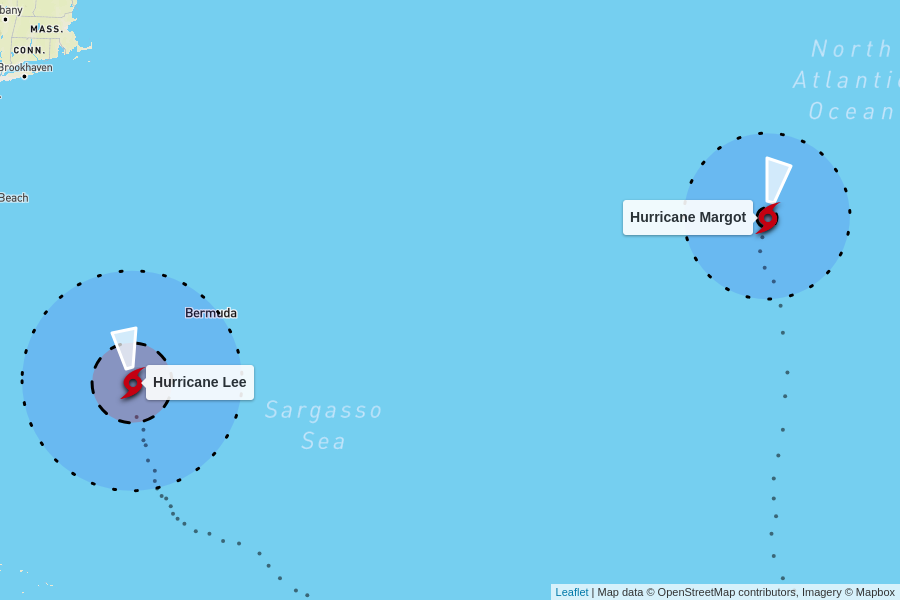 bany
MASS.
CONN.
Brookhaven
North
Atlantic
Ocean
Beach
Hurricane Margot
Bermuda
Hurricane Lee
Sargasso
Sea
Leaflet | Map data © OpenStreetMap contributors, Imagery © Mapbox